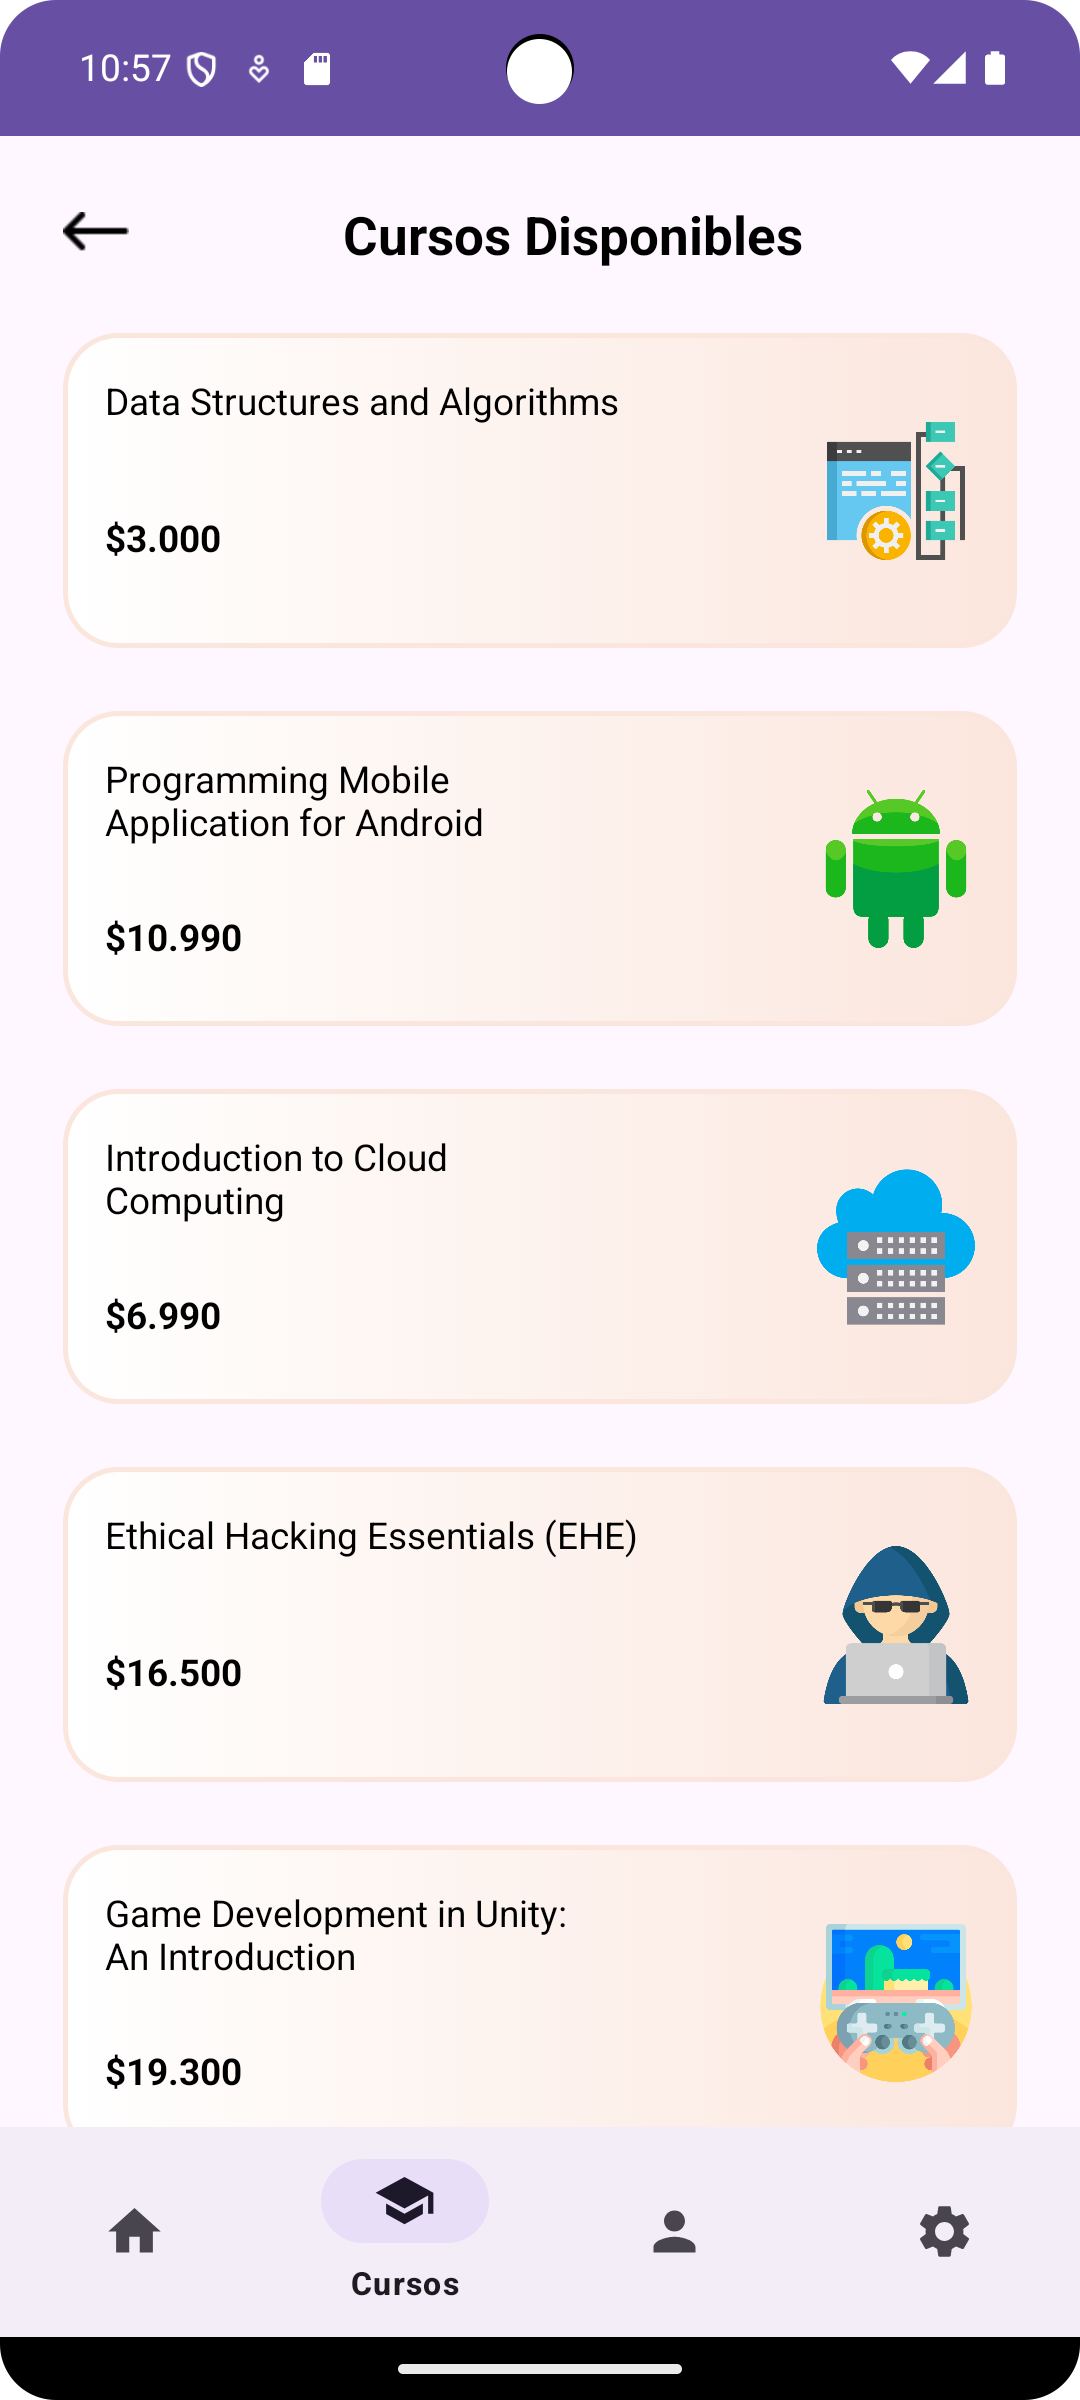 10:57
Cursos Disponibles
Data Structures and Algorithms
$3.000
Programming Mobile
Application for Android
$10.990
Introduction to Cloud
Computing
$6.990
Ethical Hacking Essentials (EHE)
$16.500
Game Development in Unity:
An Introduction
$19.300
Cursos